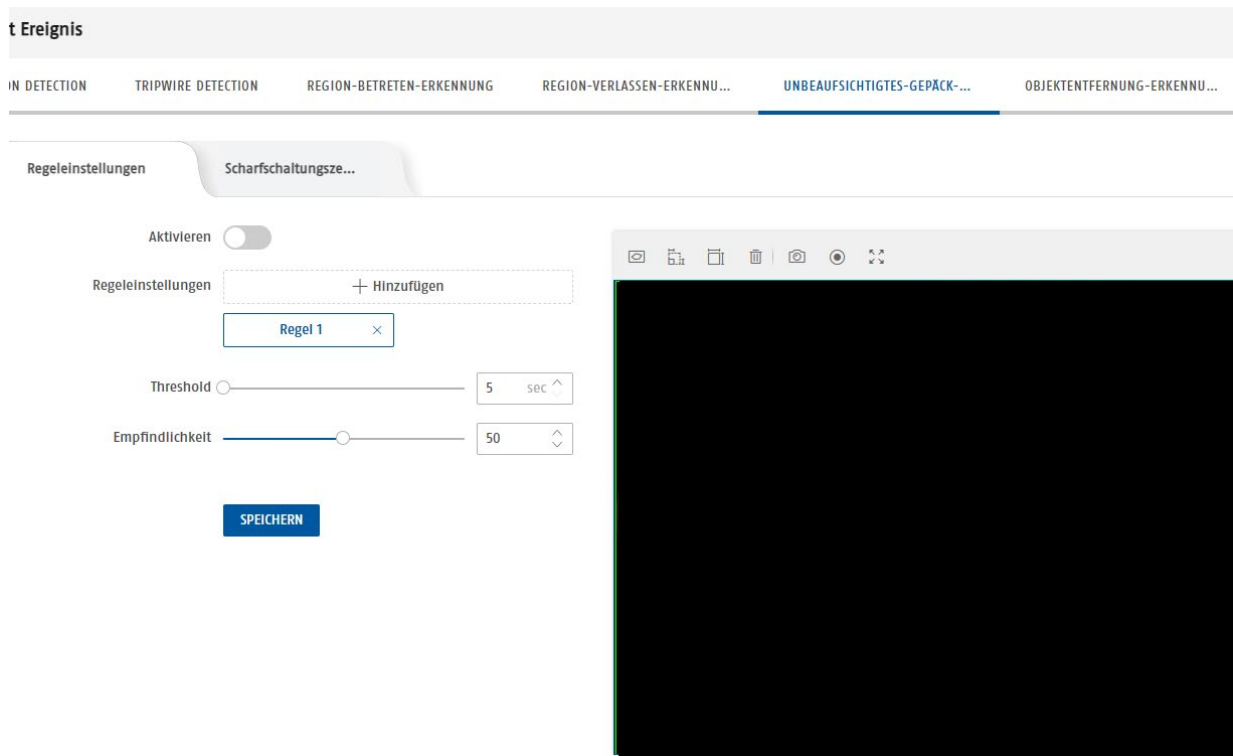 t Ereignis
ON DETECTION TRIPWIRE DETECTION REGION-BETRETEN-ERKENNUNG REGION-VERLASSEN-ERKENNU... UNBEAUFSICHTIGTES-GEPÄCK-... OBJEKTENTFERNUNG-ERKENNU...
Regeleinstellungen Scharfschaltungsze...
Aktivieren
Regeleinstellungen + Hinzufügen
Regel 1 ×
Threshold 5 sec
Empfindlichkeit 50
SPEICHERN